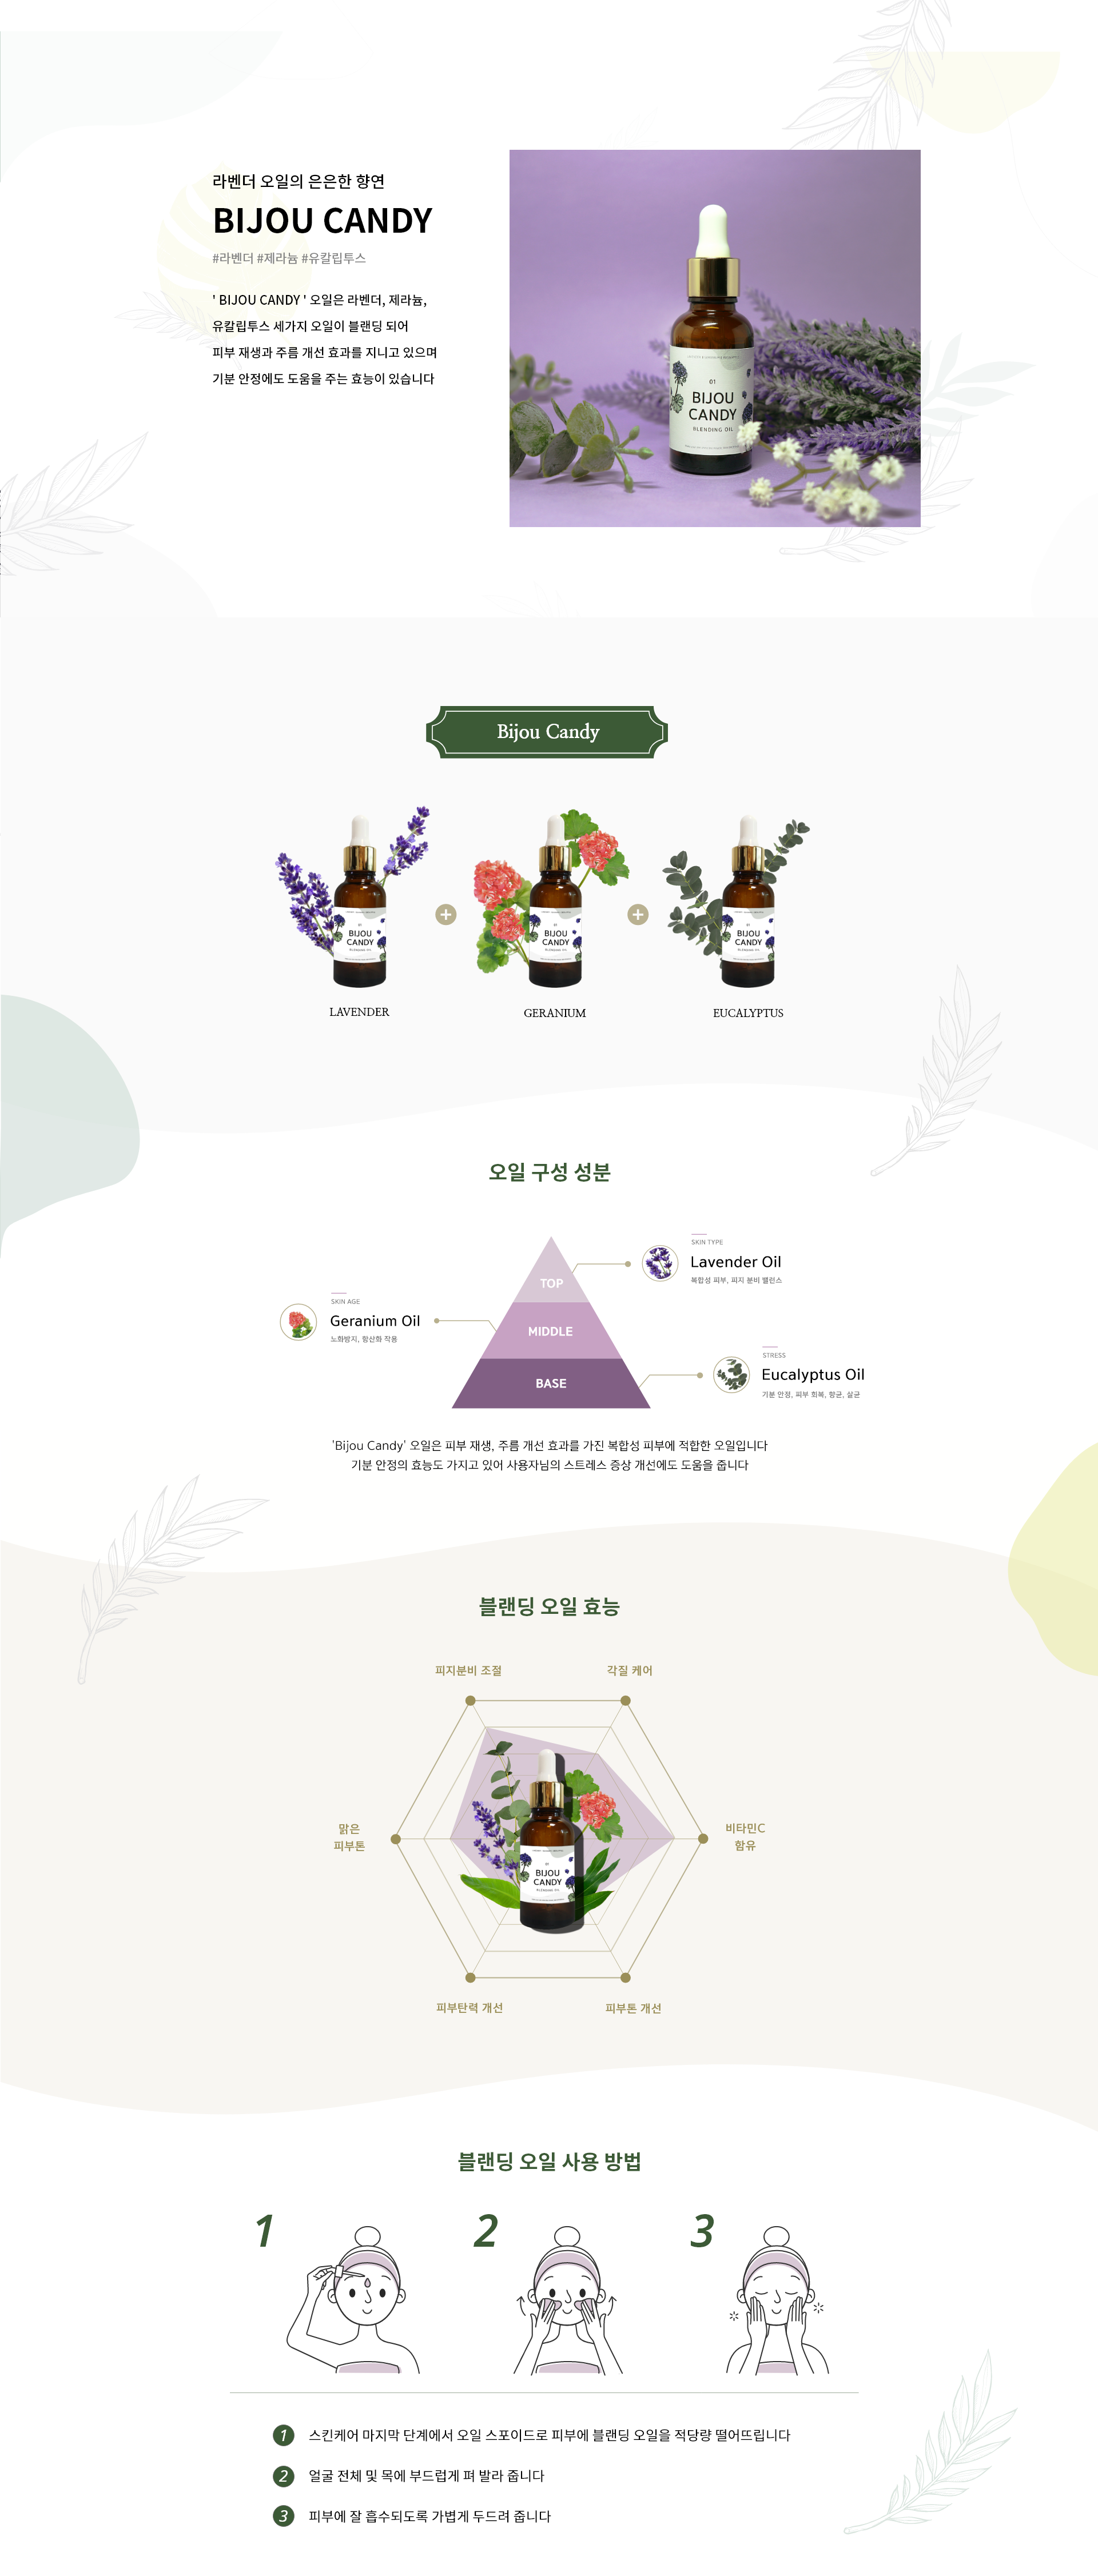 라벤더 오일의 은은한 향연
BIJOU CANDY
#라벤더 #제라늄 #유칼립투스
' BIJOU CANDY ' 오일은 라벤더, 제라늄,
유칼립투스 세가지 오일이 블랜딩 되어
피부 재생과 주름 개선 효과를 지니고 있으며
기분 안정에도 도움을 주는 효능이 있습니다
01
BIJOU
CANDY
BLENDING OIL
Bijou Candy
BIJOU
CANDY
BLENDING OIL
BIJOU
CANDY
BLENDING OIL
BIJOU
CANDY
BLENDING OIL
LAVENDER
GERANIUM
EUCALYPTUS
오일 구성 성분
TOP
MIDDLE
BASE
SKIN TYPE
Lavender Oil
복합성 피부, 피지 분비 밸런스
SKIN AGE
Geranium Oil
노화방지, 항산화 작용
STRESS
Eucalyptus Oil
기분 안정, 피부 회복, 향균, 살균
'Bijou Candy' 오일은 피부 재생, 주름 개선 효과를 가진 복합성 피부에 적합한 오일입니다
기분 안정의 효능도 가지고 있어 사용자님의 스트레스 증상 개선에도 도움을 줍니다
블랜딩 오일 효능
피지분비 조절
각질 케어
맑은
피부톤
비타민C
함유
BIJOU
CANDY
BLENDING OIL
피부탄력 개선
피부톤 개선
블랜딩 오일 사용 방법
1
2
3
1 스킨케어 마지막 단계에서 오일 스포이드로 피부에 블랜딩 오일을 적당량 떨어뜨립니다
2 얼굴 전체 및 목에 부드럽게 펴 발라 줍니다
3 피부에 잘 흡수되도록 가볍게 두드려 줍니다